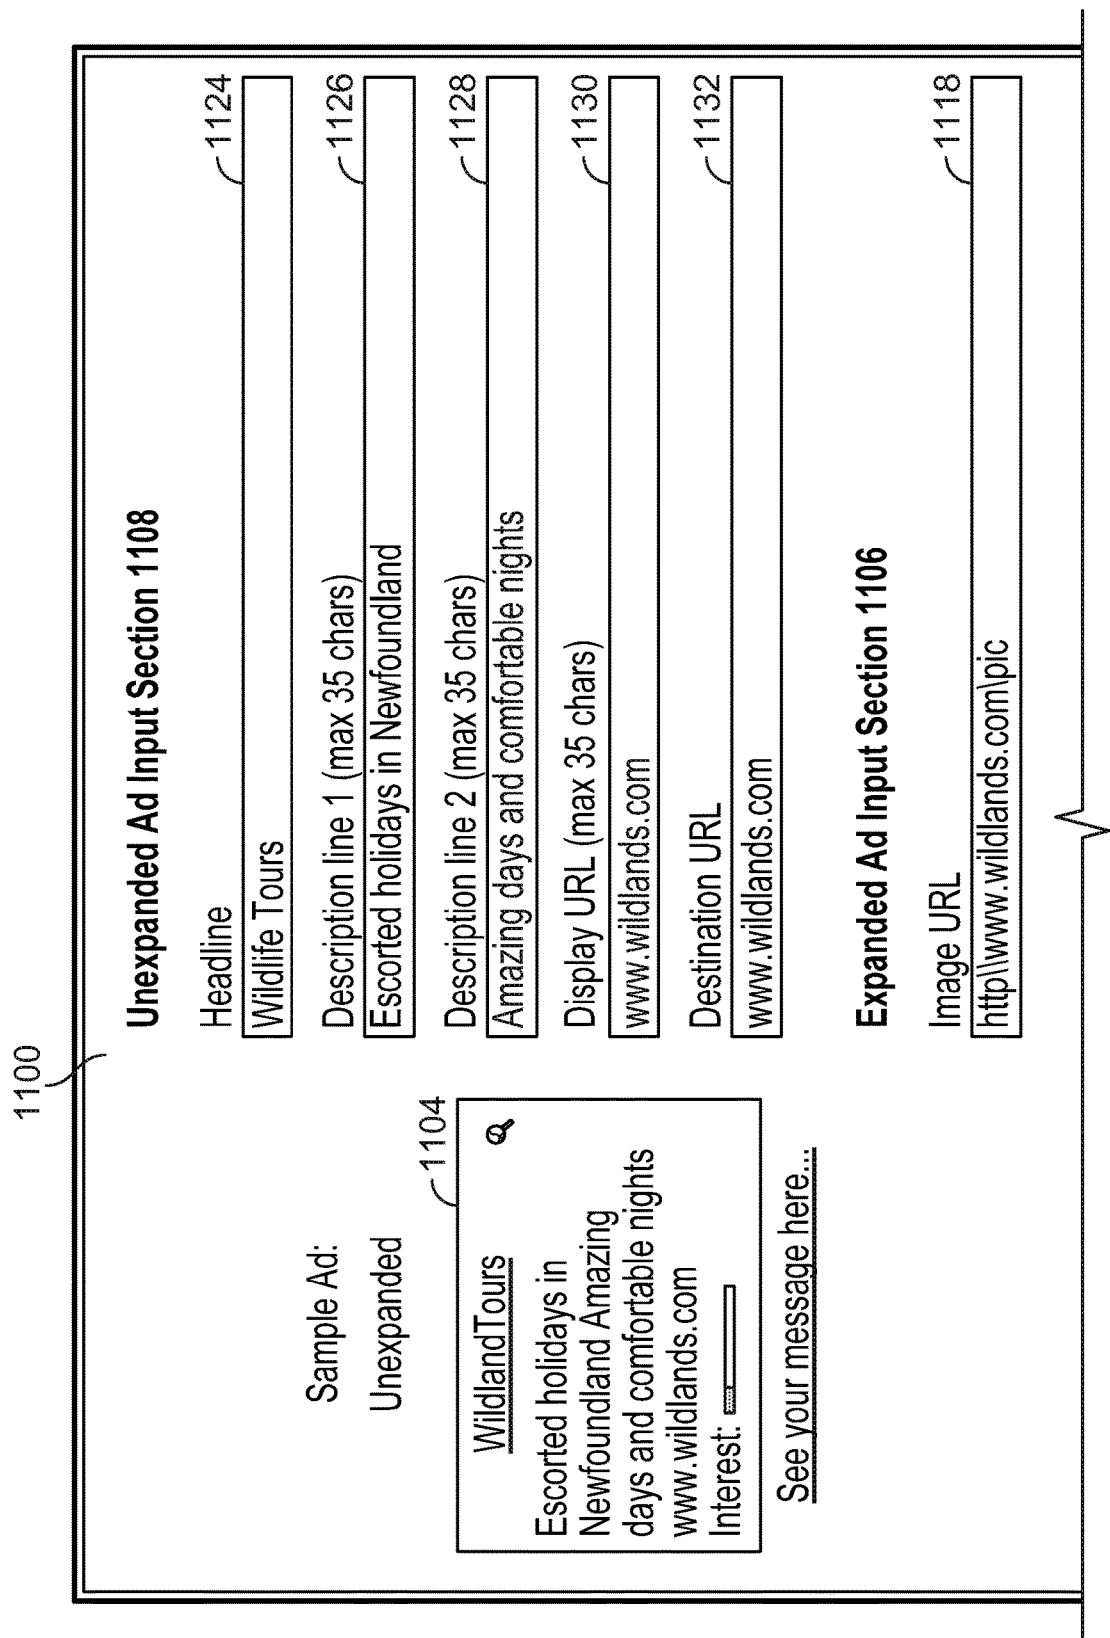 1100
Sample Ad:
Unexpanded
1104
WildlandTours
Escorted holidays in
Newfoundland Amazing
days and comfortable nights
www.wildlands.com
Interest:
See your message here...
Unexpanded Ad Input Section 1108
Headline
1124
Wildlife Tours
Description line 1 (max 35 chars)
1126
Escorted holidays in Newfoundland
Description line 2 (max 35 chars)
1128
Amazing days and comfortable nights
Display URL (max 35 chars)
1130
www.wildlands.com
Destination URL
1132
www.wildlands.com
Expanded Ad Input Section 1106
Image URL
1118
http\\www.wildlands.com\pic